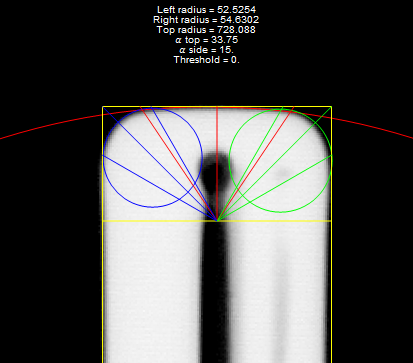 Left radius = 52.5254
Right radius = 54.6302
Top radius = 728.088
α top = 33.75
α side = 15.
Threshold = 0.